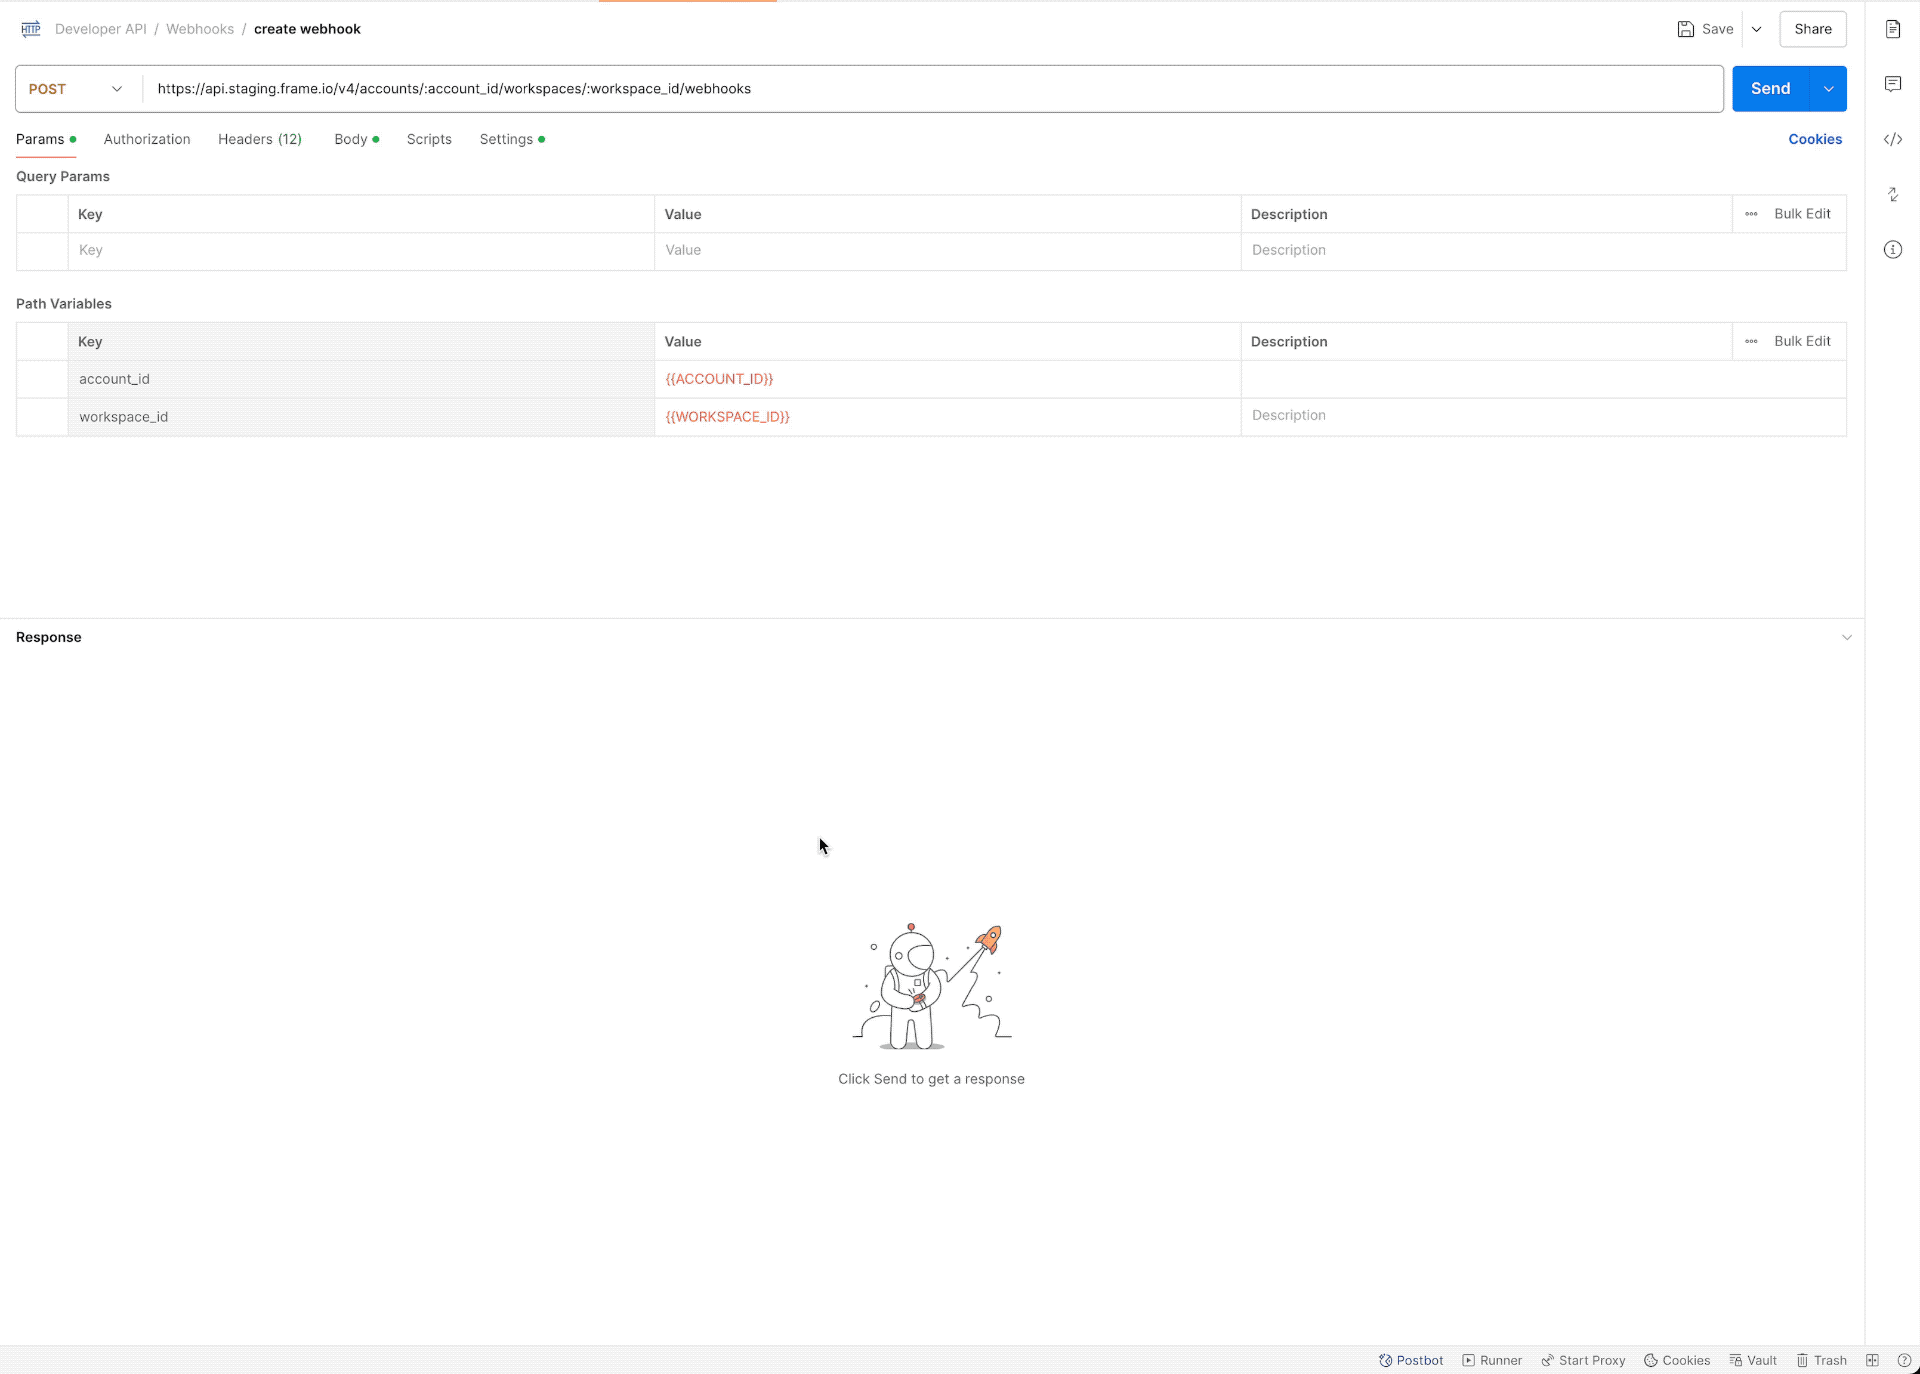 HTTP Developer API / Webhooks / create webhook Save Share
POST https://api.staging.frame.io/v4/accounts/:account_id/workspaces/:workspace_id/webhooks Send
Params Authorization Headers (12) Body Scripts Settings Cookies
Query Params
Key Value Description Bulk Edit
Key Value Description
Path Variables
Key Value Description Bulk Edit
account_id {{ACCOUNT_ID}}
workspace_id {{WORKSPACE_ID}} Description
Response
Click Send to get a response
Postbot Runner Start Proxy Cookies Vault Trash